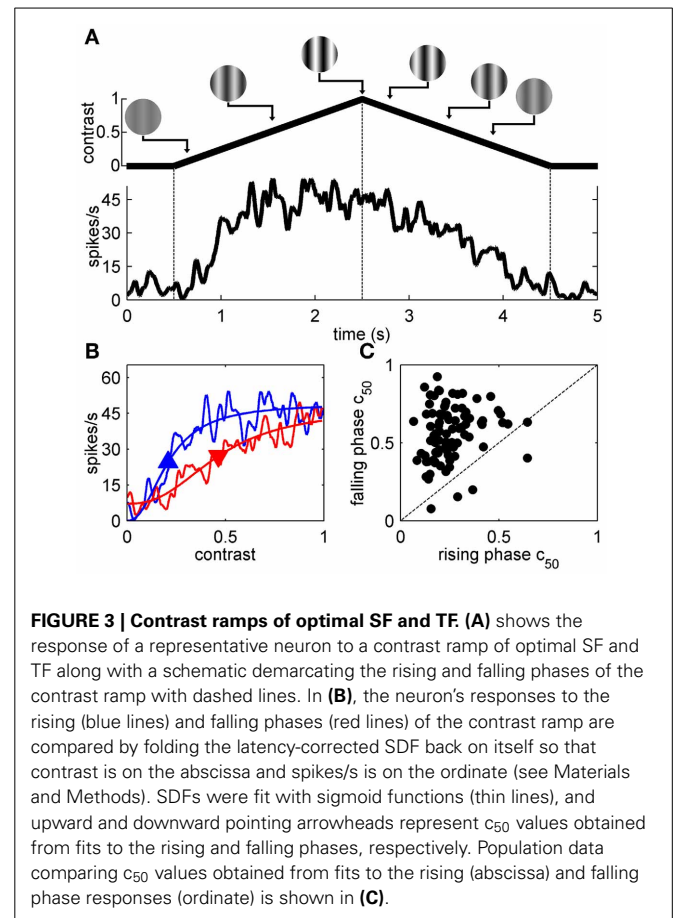 A
contrast
1
0.5
0
spikes/s
45
30
15
0
0 1 2 3 4 5
time (s)
B
spikes/s
60
45
30
15
0
0 0.5 1
contrast
C
falling phase c50
1
0.5
0
0 0.5 1
rising phase c50
FIGURE 3 | Contrast ramps of optimal SF and TF. (A) shows the
response of a representative neuron to a contrast ramp of optimal SF and
TF along with a schematic demarcating the rising and falling phases of the
contrast ramp with dashed lines. In (B), the neuron's responses to the
rising (blue lines) and falling phases (red lines) of the contrast ramp are
compared by folding the latency-corrected SDF back on itself so that
contrast is on the abscissa and spikes/s is on the ordinate (see Materials
and Methods). SDFs were fit with sigmoid functions (thin lines), and
upward and downward pointing arrowheads represent c50 values obtained
from fits to the rising and falling phases, respectively. Population data
comparing c50 values obtained from fits to the rising (abscissa) and falling
phase responses (ordinate) is shown in (C).